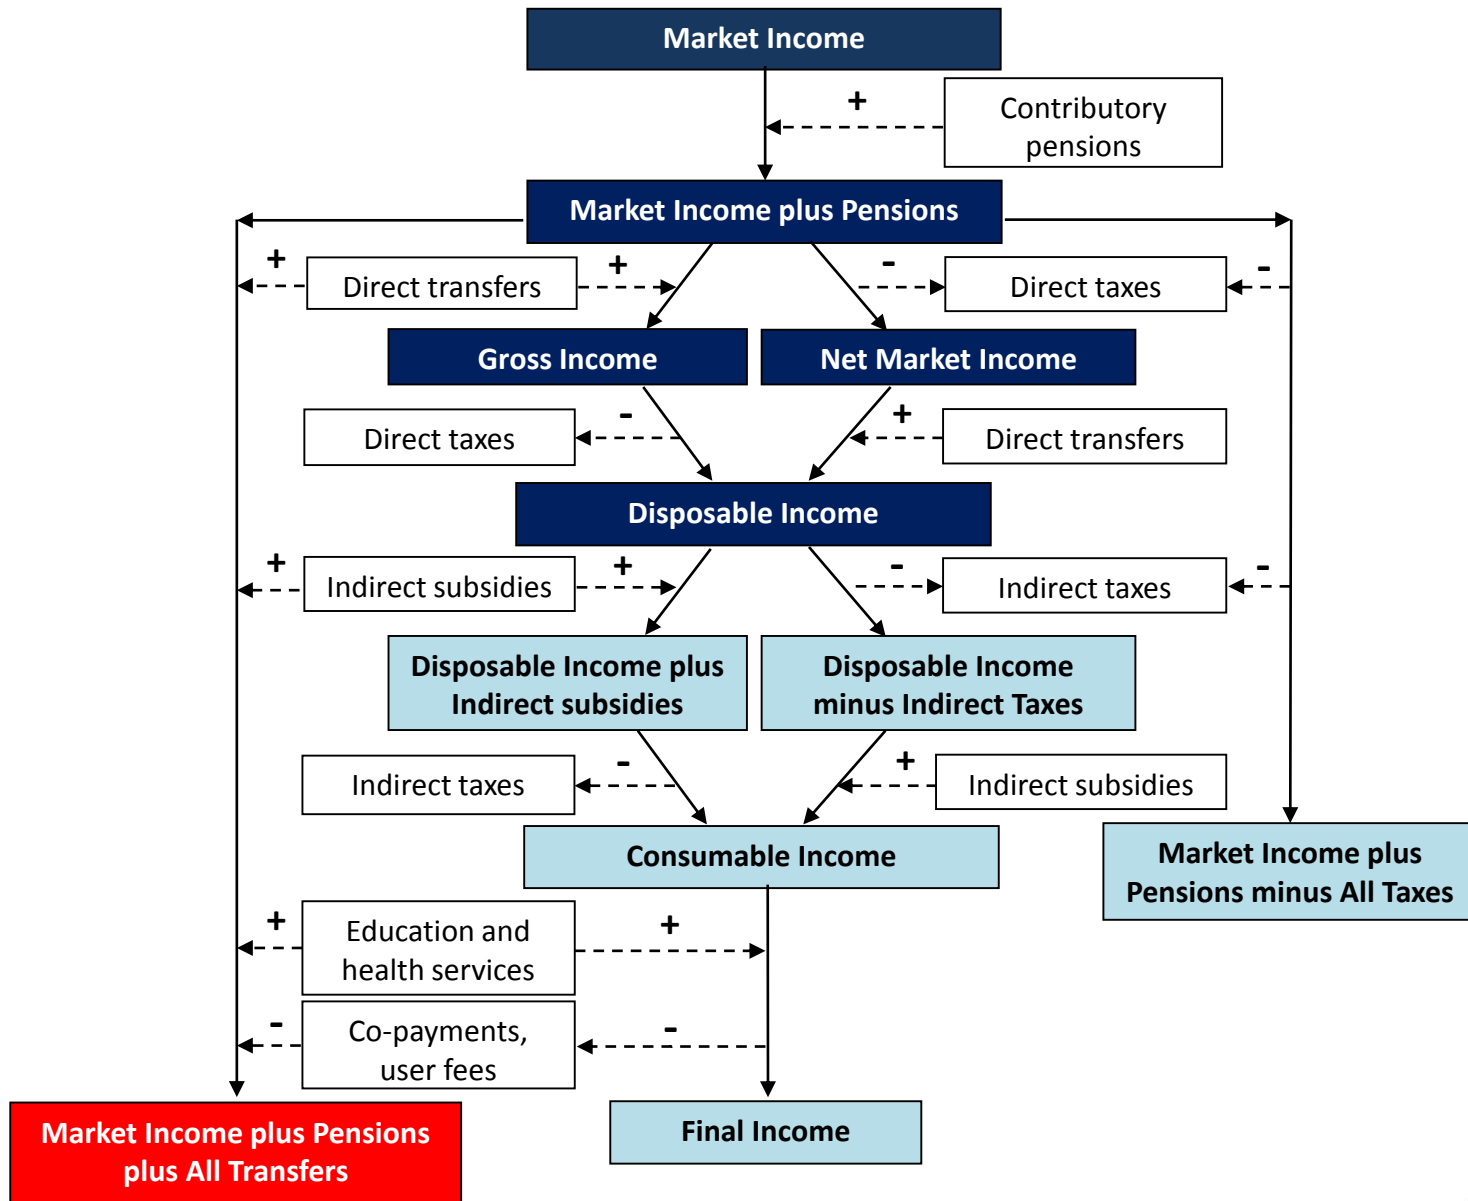 Market Income
+
Contributory
pensions
Market Income plus Pensions
+
Direct transfers
+
-
Direct taxes
-
Gross Income
Net Market Income
Direct taxes
-
+
Direct transfers
Disposable Income
+
Indirect subsidies
+
-
Indirect taxes
-
Disposable Income plus
Indirect subsidies
Disposable Income
minus Indirect Taxes
Indirect taxes
-
+
Indirect subsidies
Consumable Income
Market Income plus
Pensions minus All Taxes
+
Education and
health services
+
-
Co-payments,
user fees
-
Market Income plus Pensions
plus All Transfers
Final Income